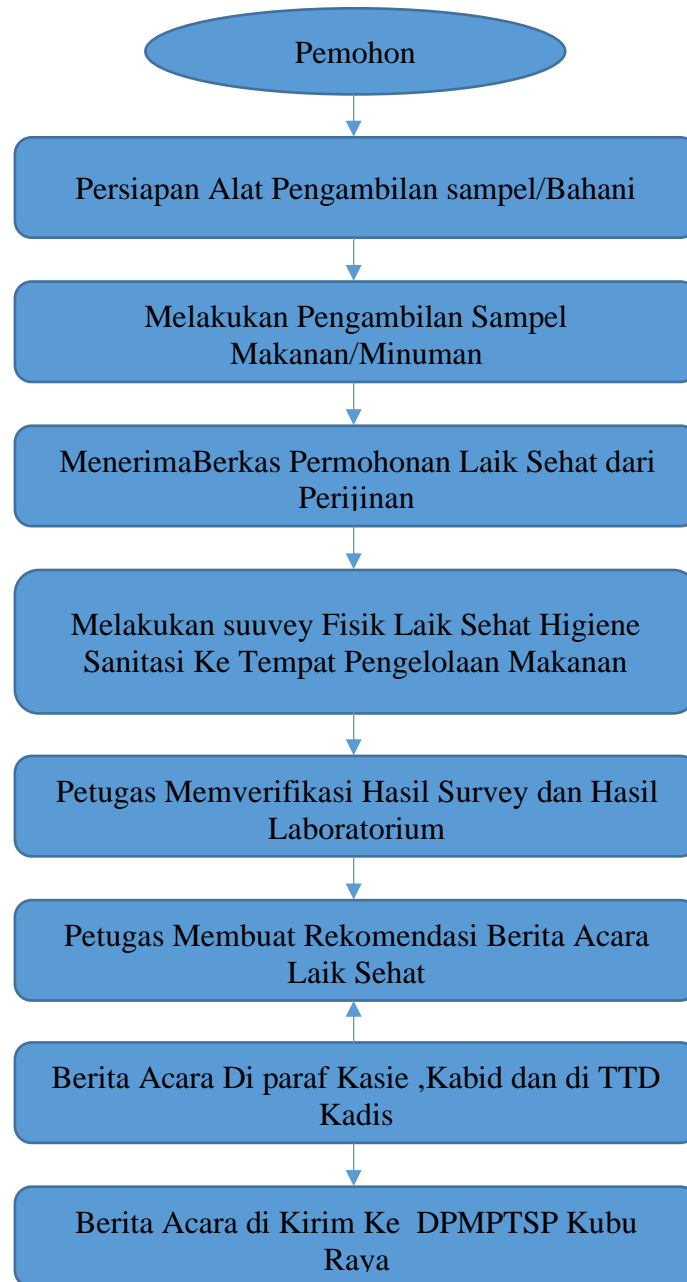 Pemohon
Persiapan Alat Pengambilan sampel/Bahani
Melakukan Pengambilan Sampel
Makanan/Minuman
MenerimaBerkas Permohonan Laik Sehat dari
Perijinan
Melakukan suuvey Fisik Laik Sehat Higiene
Sanitasi Ke Tempat Pengelolaan Makanan
Petugas Memverifikasi Hasil Survey dan Hasil
Laboratorium
Petugas Membuat Rekomendasi Berita Acara
Laik Sehat
Berita Acara Di paraf Kasie ,Kabid dan di TTD
Kadis
Berita Acara di Kirim Ke DPMPTSP Kubu
Raya